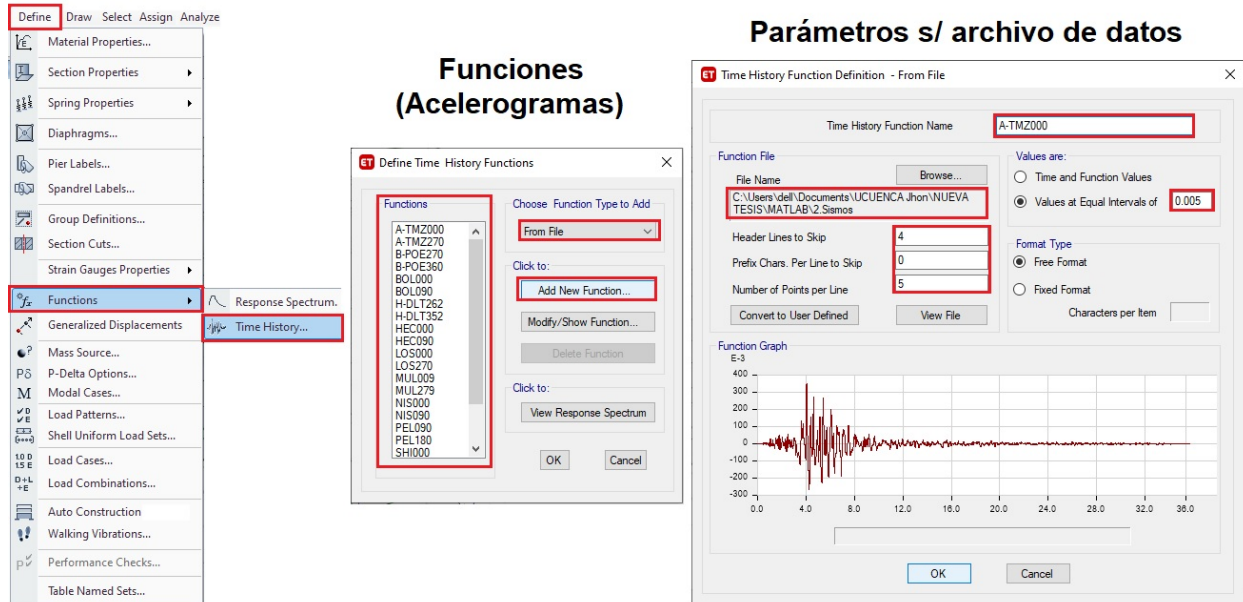 Define Draw Select Assign Analyze
Material Properties...
Section Properties
Spring Properties
Diaphragms...
Pier Labels...
Spandrel Labels...
Group Definitions...
Section Cuts...
Strain Gauges Properties
Functions
Generalized Displacements
Mass Source...
P-Delta Options...
Modal Cases...
Load Patterns...
Shell Uniform Load Sets...
Load Cases...
Load Combinations...
Auto Construction
Walking Vibrations...
Performance Checks...
Table Named Sets...
Response Spectrum.
Time History...
Funciones
(Acelerogramas)
ET Define Time History Functions
Functions
A-TMZ000
A-TMZ270
B-POE270
B-POE360
BOL000
BOL090
H-DLT262
H-DLT352
HEC000
HEC090
LOS000
LOS270
MUL009
MUL279
NIS000
NIS090
PEL090
PEL180
SHI000
Choose Function Type to Add
From File
Click to:
Add New Function...
Modify/Show Function...
Delete Function
Click to:
View Response Spectrum
OK Cancel
Parámetros s/ archivo de datos
ET Time History Function Definition - From File
Time History Function Name A-TMZ000
Function File
File Name Browse...
C:\Users\dell\Documents\UCUENCA Jhon\NUEVA
TESIS\MATLAB\2.Sismos
Header Lines to Skip 4
Prefix Chars. Per Line to Skip 0
Number of Points per Line 5
Convert to User Defined View File
Values are:
Time and Function Values
Values at Equal Intervals of 0.005
Format Type
Free Format
Fixed Format
Characters per Item
Function Graph
E-3
400
300
200
100
0
-100
-200
-300
0.0 4.0 8.0 12.0 16.0 20.0 24.0 28.0 32.0 36.0
OK Cancel